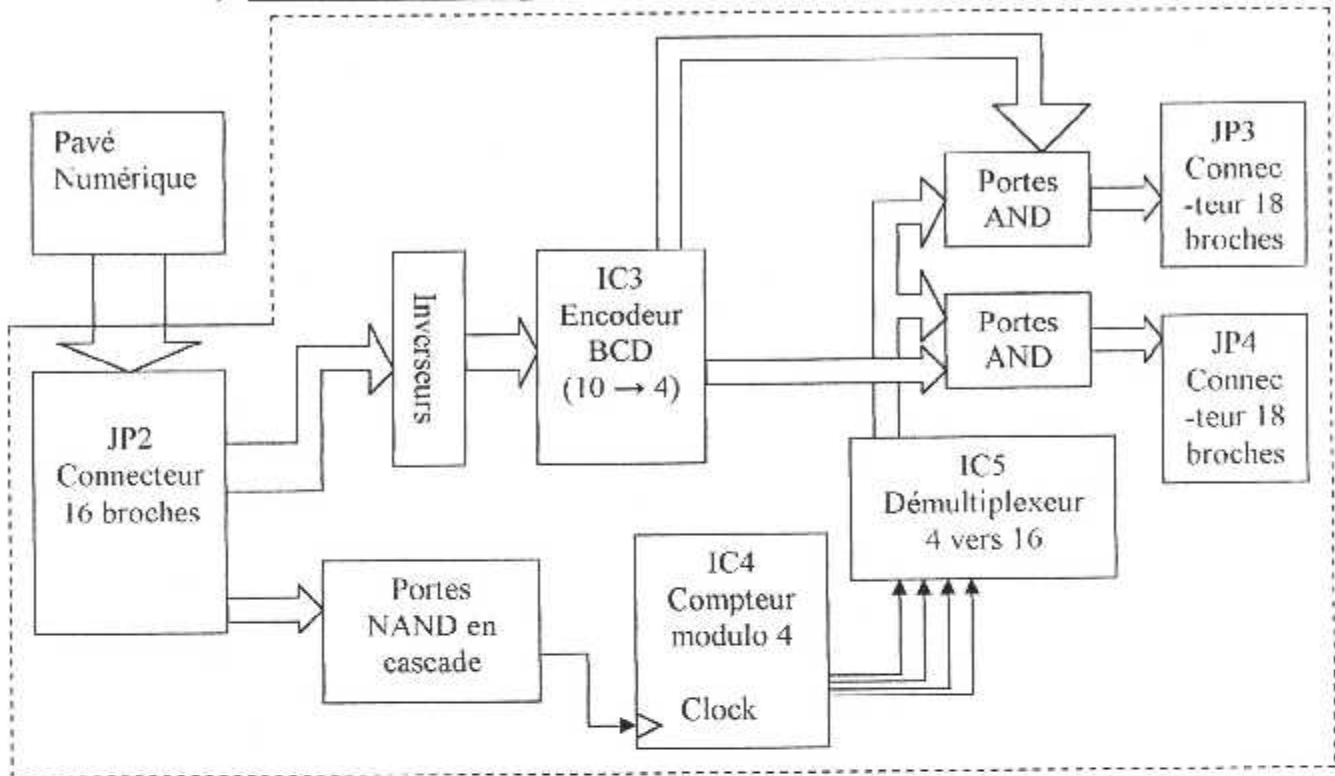 Pavé
Numérique
JP2
Connecteur
16 broches
Inverseurs
IC3
Encodeur
BCD
(10 → 4)
Portes
AND
JP3
Connec
-teur 18
broches
Portes
AND
JP4
Connec
-teur 18
broches
IC5
Démultiplexeur
4 vers 16
Portes
NAND en
cascade
IC4
Compteur
modulo 4
Clock